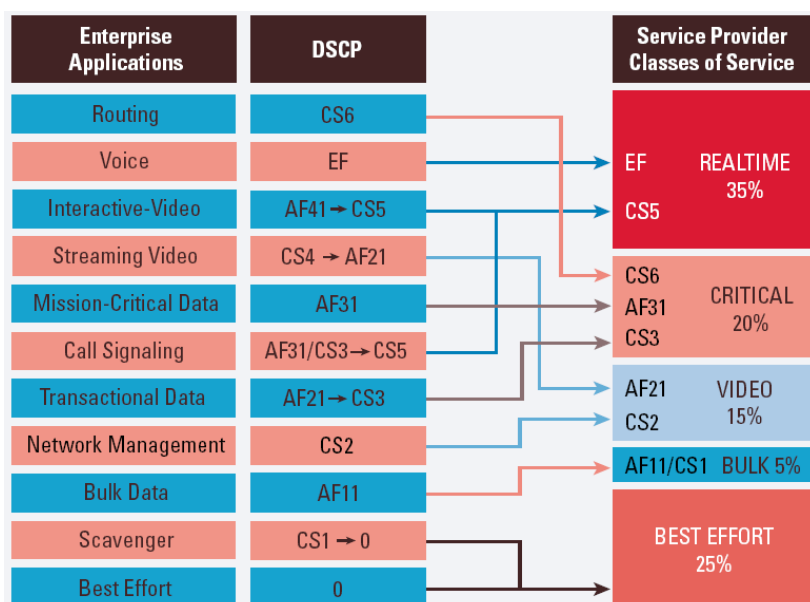 Enterprise
Applications
DSCP
Service Provider
Classes of Service
Routing
CS6
Voice
EF
Interactive-Video
AF41 → CS5
Streaming Video
CS4 → AF21
Mission-Critical Data
AF31
Call Signaling
AF31/CS3 → CS5
Transactional Data
AF21 → CS3
Network Management
CS2
Bulk Data
AF11
Scavenger
CS1 → 0
Best Effort
0
EF
REALTIME
35%
CS5
CS6
AF31
CRITICAL
20%
CS3
AF21
VIDEO
15%
CS2
AF11/CS1 BULK 5%
BEST EFFORT
25%